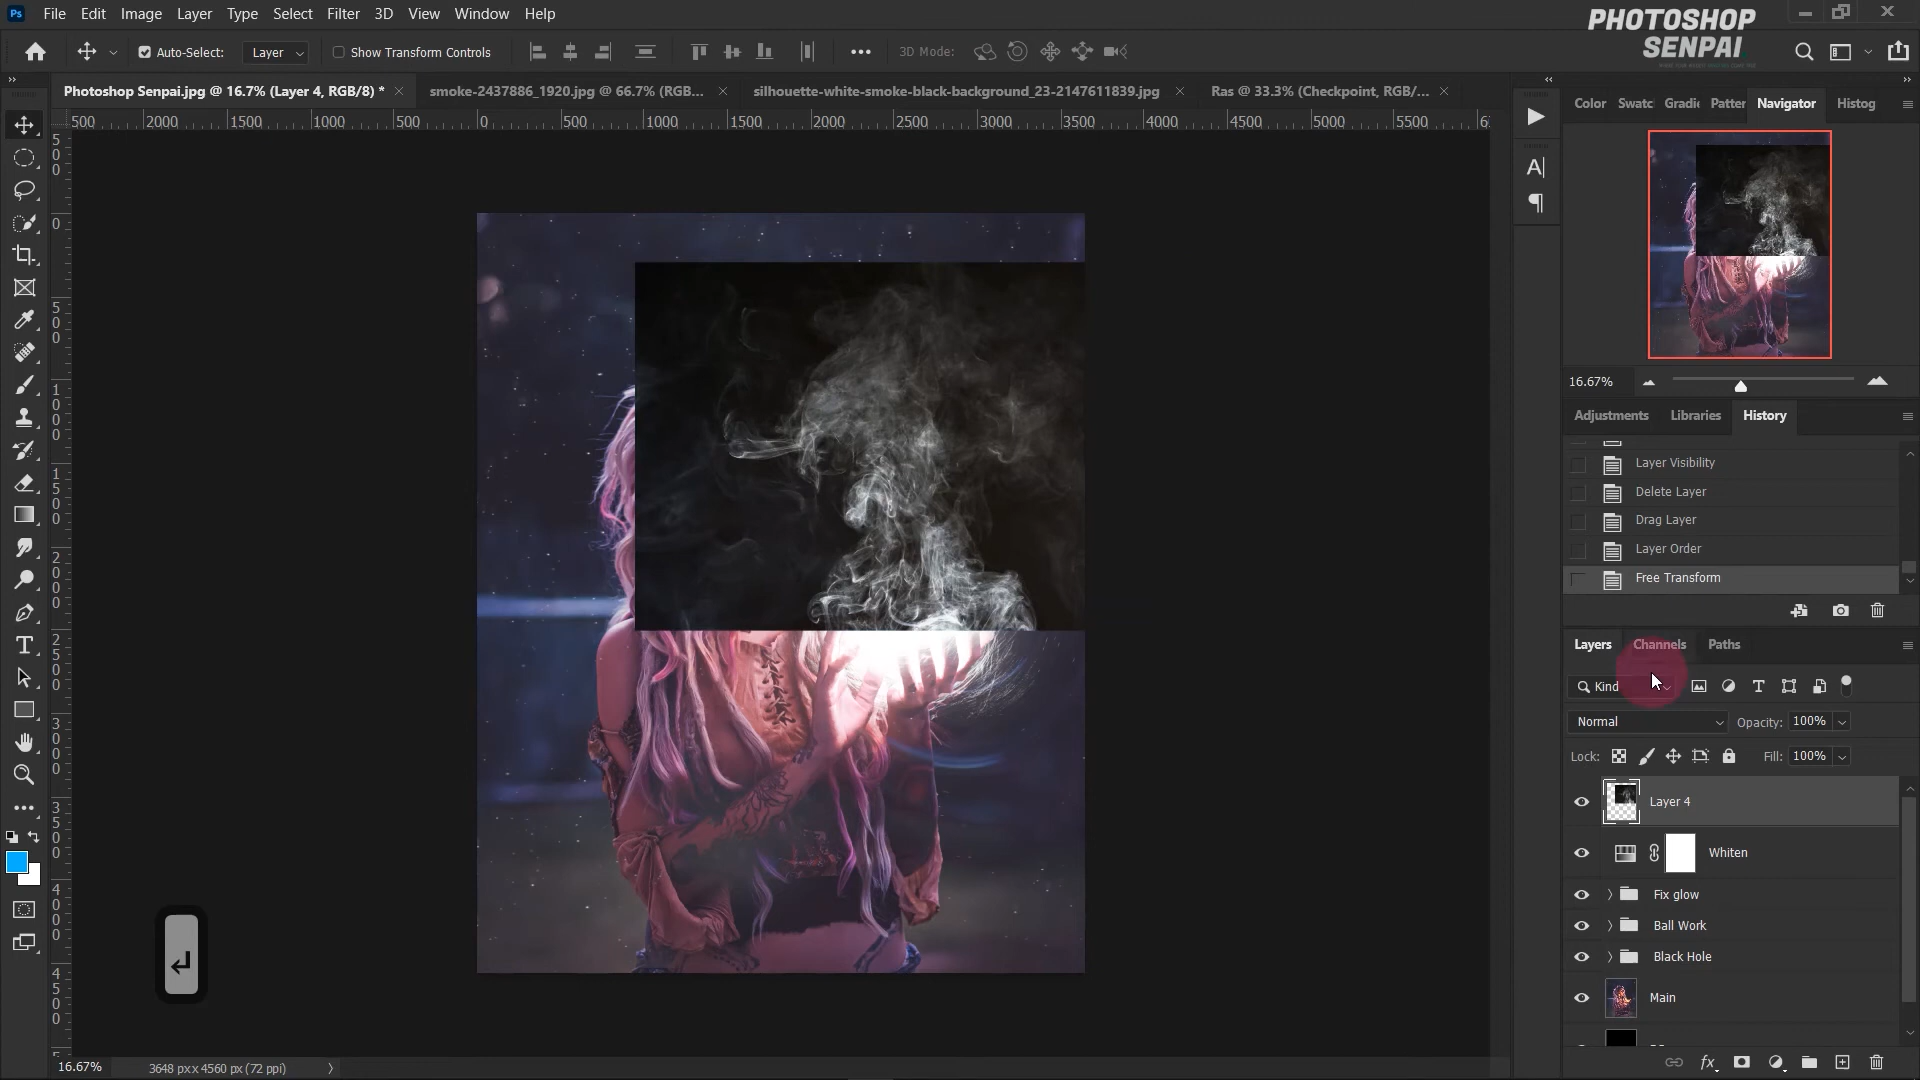 Ps File Edit Image Layer Type Select Filter 3D View Window Help
PHOTOSHOP
SENPAI
Auto-Select: Layer Show Transform Controls 3D Mode:
Photoshop Senpai.jpg @ 16.7% (Layer 4, RGB/8) * smoke-2437886_1920.jpg @ 66.7% (RGB... silhouette-white-smoke-black-background_23-2147611839.jpg Ras @ 33.3% (Checkpoint, RGB/...
Color Swatc Gradie Patter Navigator Histog
500 2000 1500 1000 500 0 500 1000 1500 2000 2500 3000 3500 4000 4500 5000 5500
16.67%
Adjustments Libraries History
Layer Visibility
Delete Layer
Drag Layer
Layer Order
Free Transform
Layers Channels Paths
Kind
Normal Opacity: 100%
Lock: Fill: 100%
Layer 4
Whiten
Fix glow
Ball Work
Black Hole
Main
16.67% 3648 px x 4560 px (72 ppi)